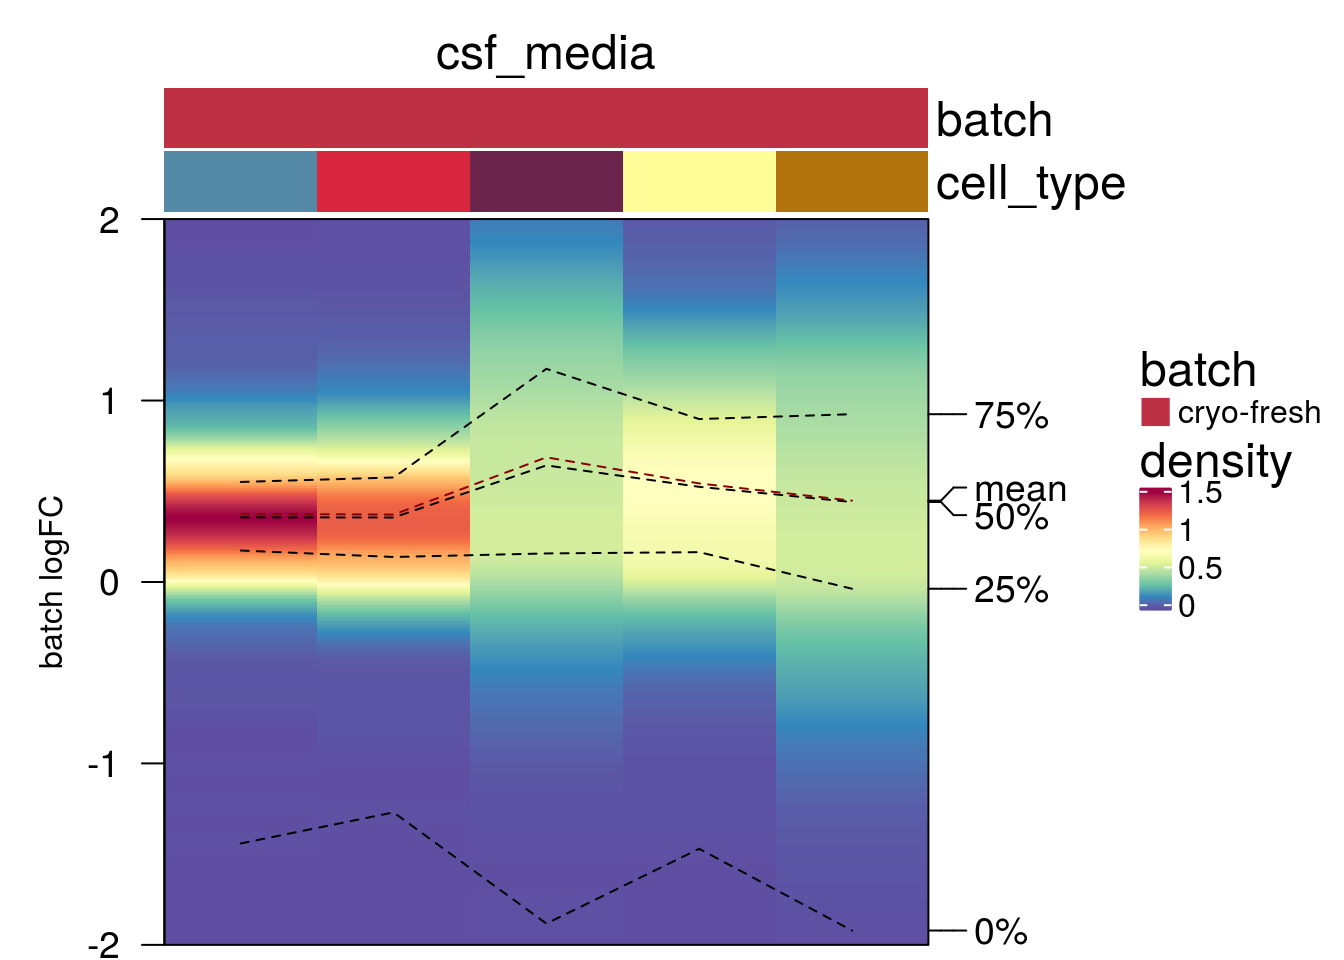 csf_media
batch
cell_type
2
1
0
-1
-2
batch logFC
75%
mean
50%
25%
0%
batch
cryo-fresh
density
1.5
1
0.5
0